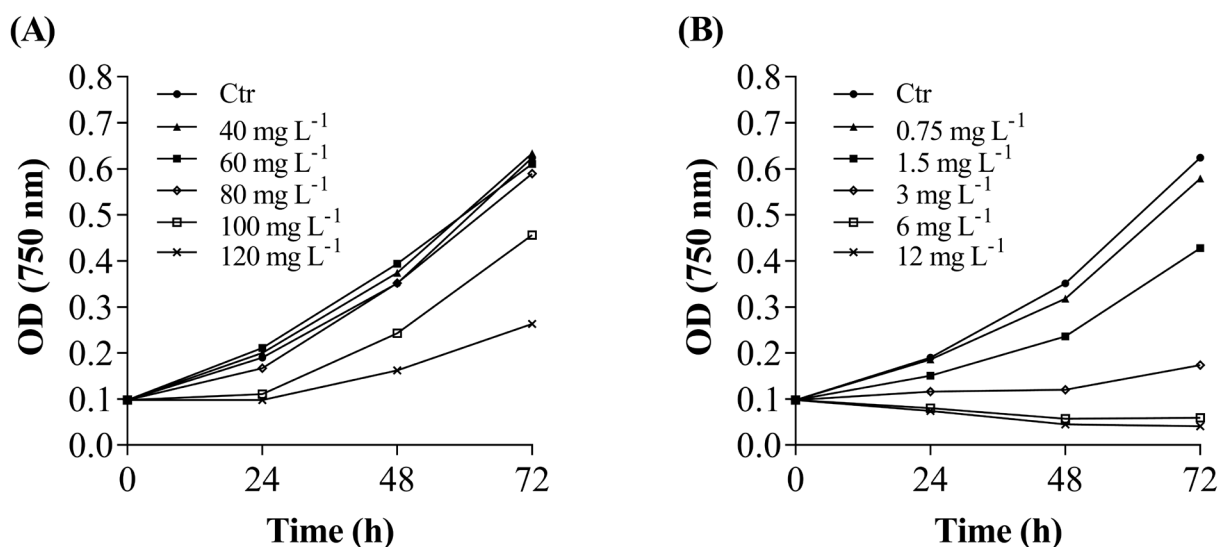 (A)
OD (750 nm)
0.8
0.7
0.6
0.5
0.4
0.3
0.2
0.1
0.0
Ctr
40 mg L⁻¹
60 mg L⁻¹
80 mg L⁻¹
100 mg L⁻¹
120 mg L⁻¹
0 24 48 72
Time (h)
(B)
OD (750 nm)
0.8
0.7
0.6
0.5
0.4
0.3
0.2
0.1
0.0
Ctr
0.75 mg L⁻¹
1.5 mg L⁻¹
3 mg L⁻¹
6 mg L⁻¹
12 mg L⁻¹
0 24 48 72
Time (h)